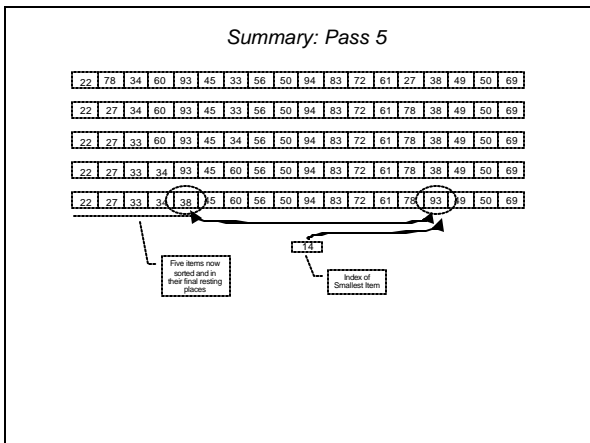 Summary: Pass 5
22 78 34 60 93 45 33 56 50 94 83 72 61 27 38 49 50 69
22 27 34 60 93 45 33 56 50 94 83 72 61 78 38 49 50 69
22 27 33 60 93 45 34 56 50 94 83 72 61 78 38 49 50 69
22 27 33 34 93 45 60 56 50 94 83 72 61 78 38 49 50 69
22 27 33 34 38 45 60 56 50 94 83 72 61 78 93 49 50 69
14
Five items now
sorted and in
their final resting
places
Index of
Smallest Item